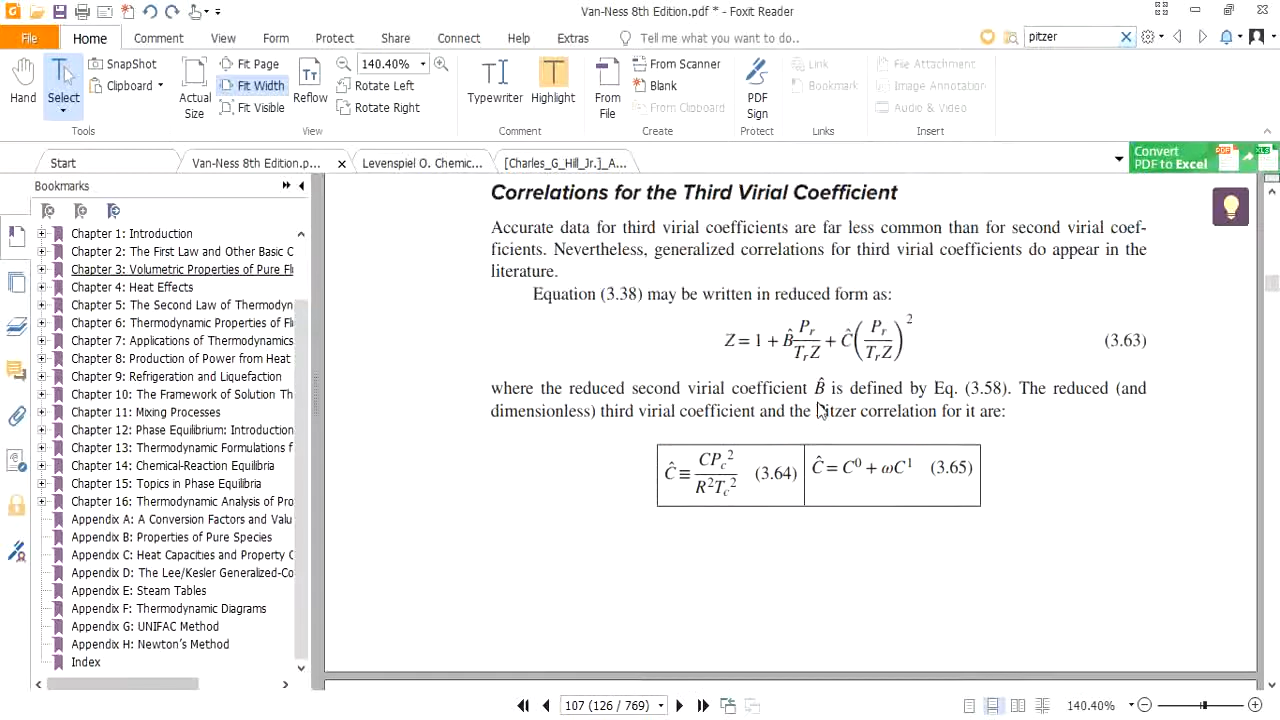 Van-Ness 8th Edition.pdf * - Foxit Reader
File Home Comment View Form Protect Share Connect Help Extras Tell me what you want to do.. pitzer
Hand Select SnapShot Clipboard Actual Size Fit Page Fit Width Fit Visible Reflow 140.40% Rotate Left Rotate Right Typewriter Highlight From File From Scanner Blank From Clipboard PDF Sign Link Bookmark File Attachment Image Annotation Audio & Video
Tools View Comment Create Protect Links Insert
Start Van-Ness 8th Edition.p... Levenspiel O. Chemic... [Charles_G_Hill_Jr.]_A... Convert PDF to Excel
Bookmarks
Chapter 1: Introduction
Chapter 2: The First Law and Other Basic C
Chapter 3: Volumetric Properties of Pure Fl
Chapter 4: Heat Effects
Chapter 5: The Second Law of Thermodyn
Chapter 6: Thermodynamic Properties of Fl
Chapter 7: Applications of Thermodynamics
Chapter 8: Production of Power from Heat
Chapter 9: Refrigeration and Liquefaction
Chapter 10: The Framework of Solution Th
Chapter 11: Mxing Processes
Chapter 12: Phase Equilibrium: Introduction
Chapter 13: Thermodynamic Formulations f
Chapter 14: Chemical-Reaction Equilibria
Chapter 15: Topics in Phase Equilibria
Chapter 16: Thermodynamic Analysis of Pro
Appendix A: A Conversion Factors and Valu
Appendix B: Properties of Pure Species
Appendix C: Heat Capacities and Property C
Appendix D: The Lee/Kesler Generalized-Co
Appendix E: Steam Tables
Appendix F: Thermodynamic Diagrams
Appendix G: UNIFAC Method
Appendix H: Newton's Method
Index
Correlations for the Third Virial Coefficient
Accurate data for third virial coefficients are far less common than for second virial coef-
ficients. Nevertheless, generalized correlations for third virial coefficients do appear in the
literature.
Equation (3.38) may be written in reduced form as:
Z = 1 + B̂ Pr/TrZ + Ĉ(Pr/TrZ)² (3.63)
where the reduced second virial coefficient B̂ is defined by Eq. (3.58). The reduced (and
dimensionless) third virial coefficient and the Pitzer correlation for it are:
Ĉ ≡ CPc²/R²Tc² (3.64) Ĉ = C⁰ + ωC¹ (3.65)
107 (126 / 769) 140.40%